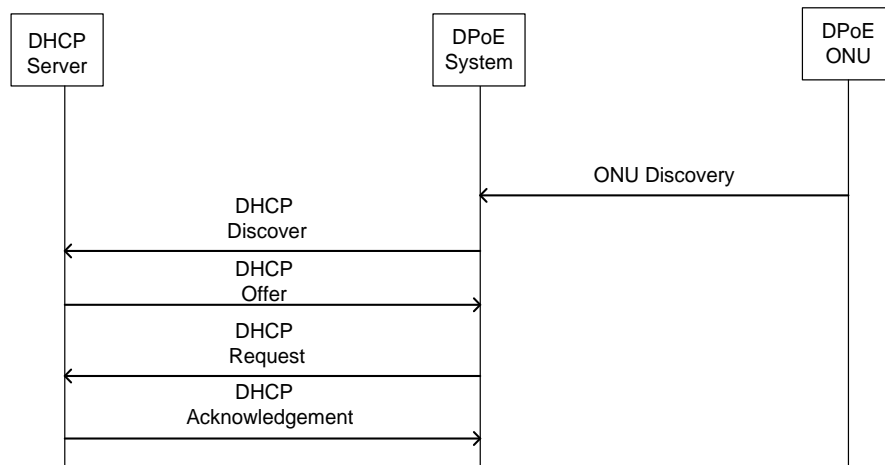 DHCP
Server
DPoE
System
DPoE
ONU
ONU Discovery
DHCP
Discover
DHCP
Offer
DHCP
Request
DHCP
Acknowledgement